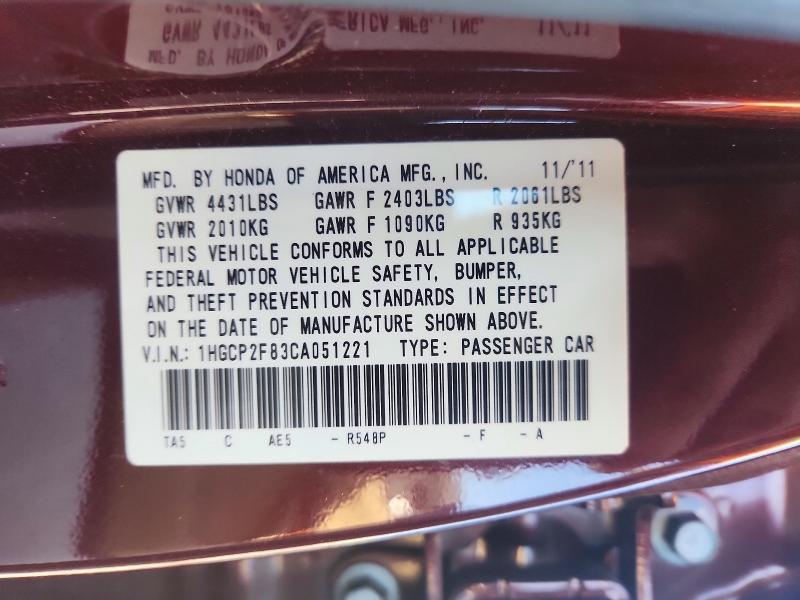 MFD. BY HONDA OF AMERICA MFG., INC. 11/'11
GVWR 4431LBS GAWR F 2403LBS R 2061LBS
GVWR 2010KG GAWR F 1090KG R 935KG
THIS VEHICLE CONFORMS TO ALL APPLICABLE
FEDERAL MOTOR VEHICLE SAFETY, BUMPER,
AND THEFT PREVENTION STANDARDS IN EFFECT
ON THE DATE OF MANUFACTURE SHOWN ABOVE.
V.I.N.: 1HGCP2F83CA051221 TYPE: PASSENGER CAR
TA5 C AE5 - R548P - F - A